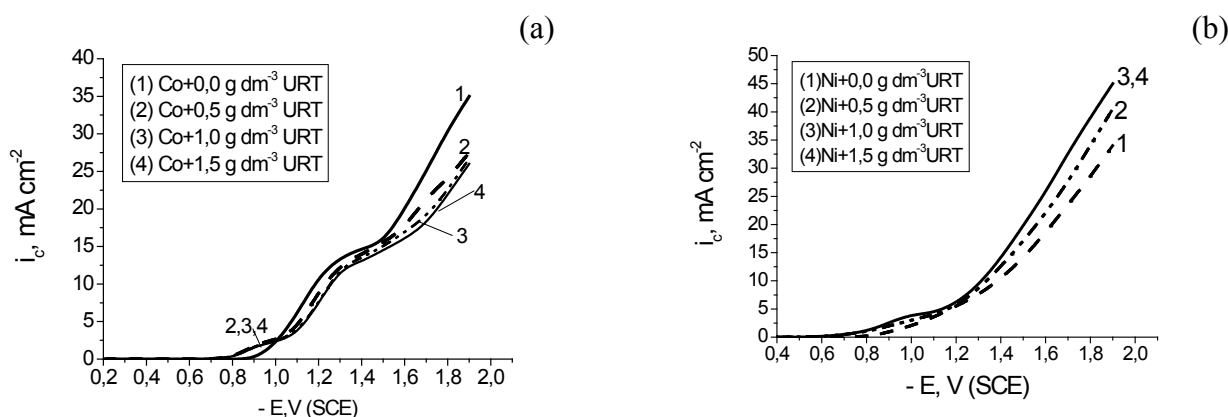 (a)
i_c, mA cm⁻²
40
35
30
25
20
15
10
5
0
(1) Co+0,0 g dm⁻³ URT
(2) Co+0,5 g dm⁻³ URT
(3) Co+1,0 g dm⁻³ URT
(4) Co+1,5 g dm⁻³ URT
1
2
4
3
2,3,4
0,2 0,4 0,6 0,8 1,0 1,2 1,4 1,6 1,8 2,0
- E,V (SCE)
(b)
i_c, mA cm⁻²
50
45
40
35
30
25
20
15
10
5
0
(1)Ni+0,0 g dm⁻³URT
(2)Ni+0,5 g dm⁻³URT
(3)Ni+1,0 g dm⁻³URT
(4)Ni+1,5 g dm⁻³URT
3,4
2
1
0,4 0,6 0,8 1,0 1,2 1,4 1,6 1,8 2,0
- E, V (SCE)